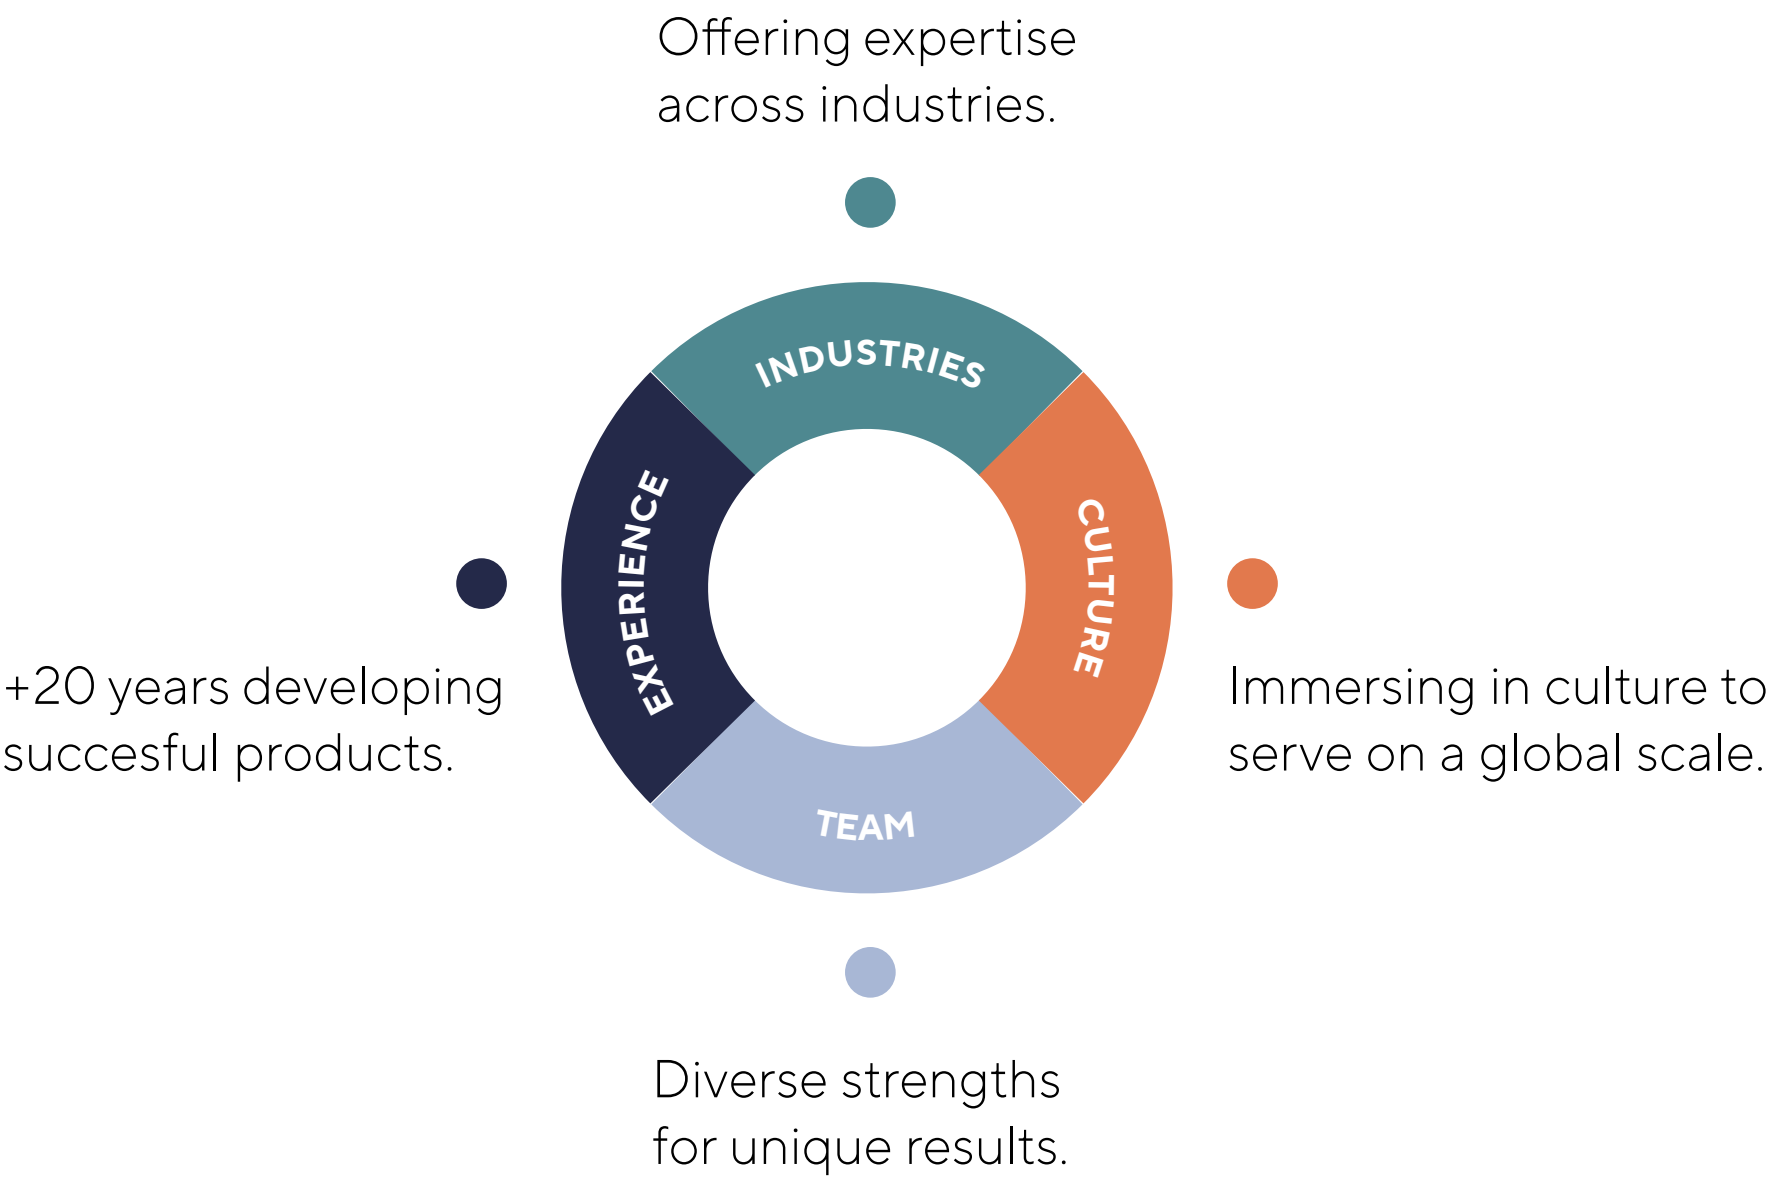 Offering expertise
across industries.
INDUSTRIES
EXPERIENCE
CULTURE
+20 years developing
succesful products.
Immersing in culture to
serve on a global scale.
TEAM
Diverse strengths
for unique results.